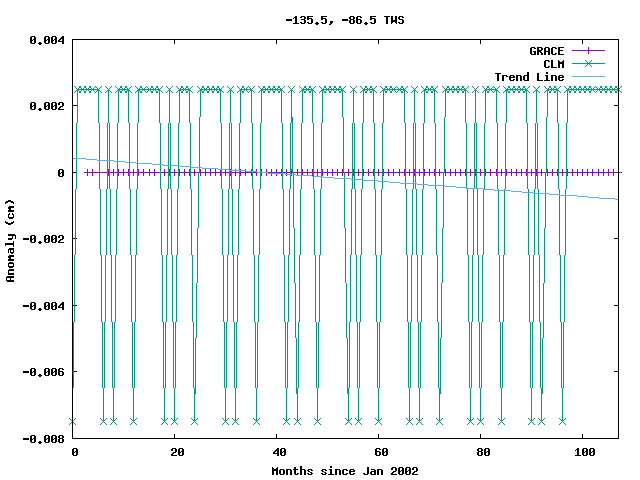 -135.5, -86.5 TWS
0.004
0.002
0
-0.002
-0.004
-0.006
-0.008
Anomaly (cm)
GRACE
CLM
Trend Line
0 20 40 60 80 100
Months since Jan 2002